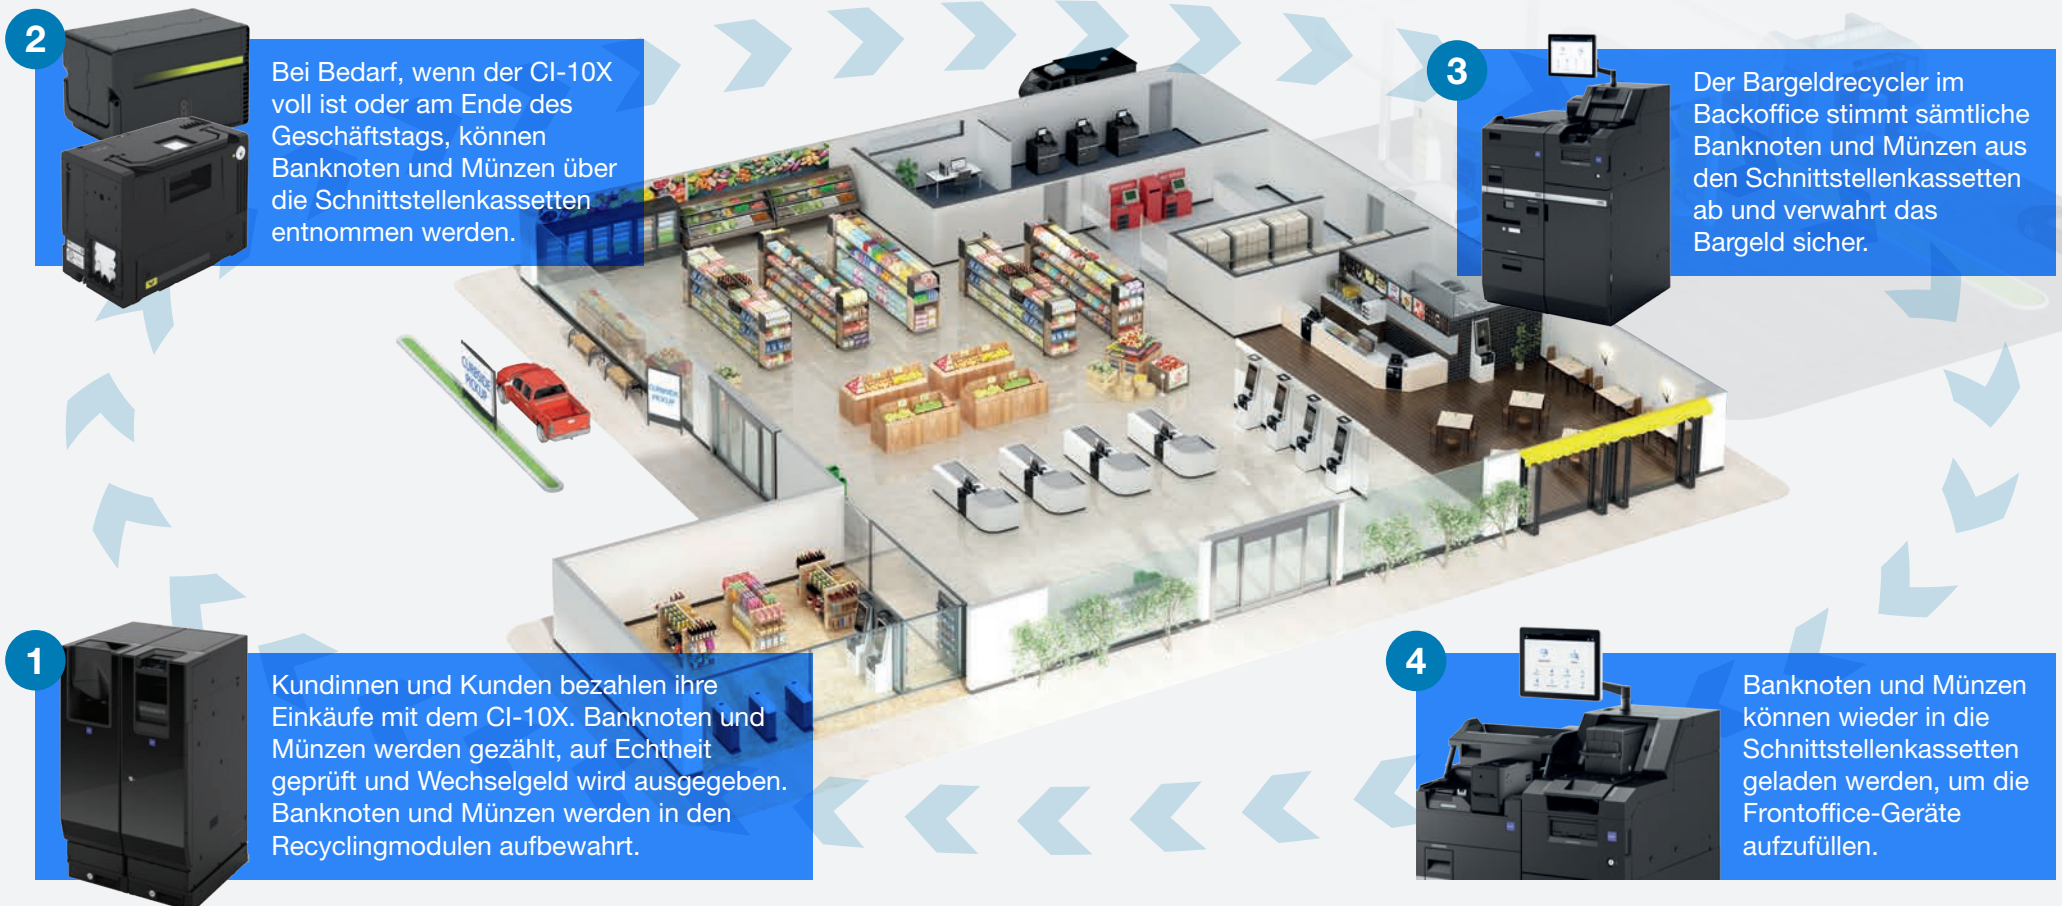 2
Bei Bedarf, wenn der CI-10X
voll ist oder am Ende des
Geschäftstags, können
Banknoten und Münzen über
die Schnittstellenkassetten
entnommen werden.
3
Der Bargeldrecycler im
Backoffice stimmt sämtliche
Banknoten und Münzen aus
den Schnittstellenkassetten
ab und verwahrt das
Bargeld sicher.
CURBSIDE
PICKUP
CURBSIDE
PICKUP
1
Kundinnen und Kunden bezahlen ihre
Einkäufe mit dem CI-10X. Banknoten und
Münzen werden gezählt, auf Echtheit
geprüft und Wechselgeld wird ausgegeben.
Banknoten und Münzen werden in den
Recyclingmodulen aufbewahrt.
4
Banknoten und Münzen
können wieder in die
Schnittstellenkassetten
geladen werden, um die
Frontoffice-Geräte
aufzufüllen.